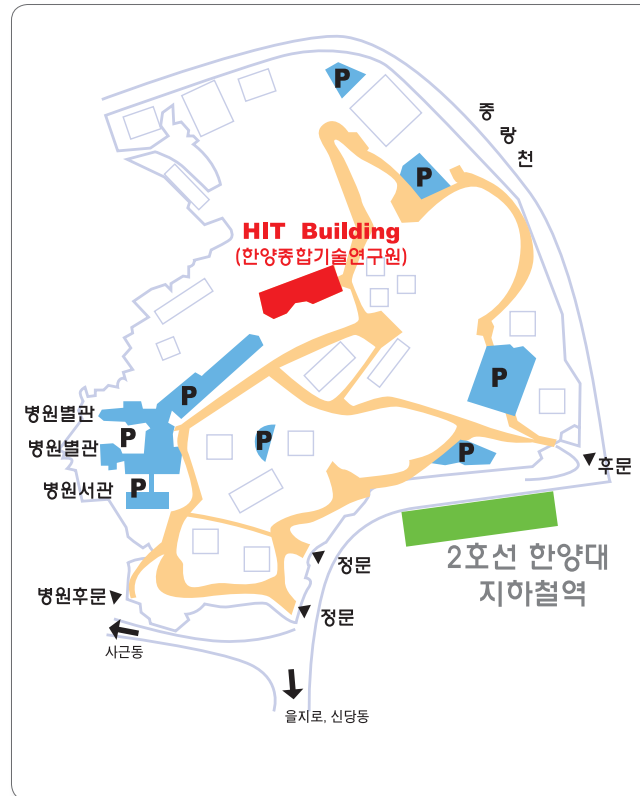 P
중랑천
P
HIT Building
(한양종합기술연구원)
P
P
병원별관
P
병원별관
P
P
후문
병원서관
P
2호선 한양대
지하철역
정문
병원후문
정문
사근동
을지로, 신당동